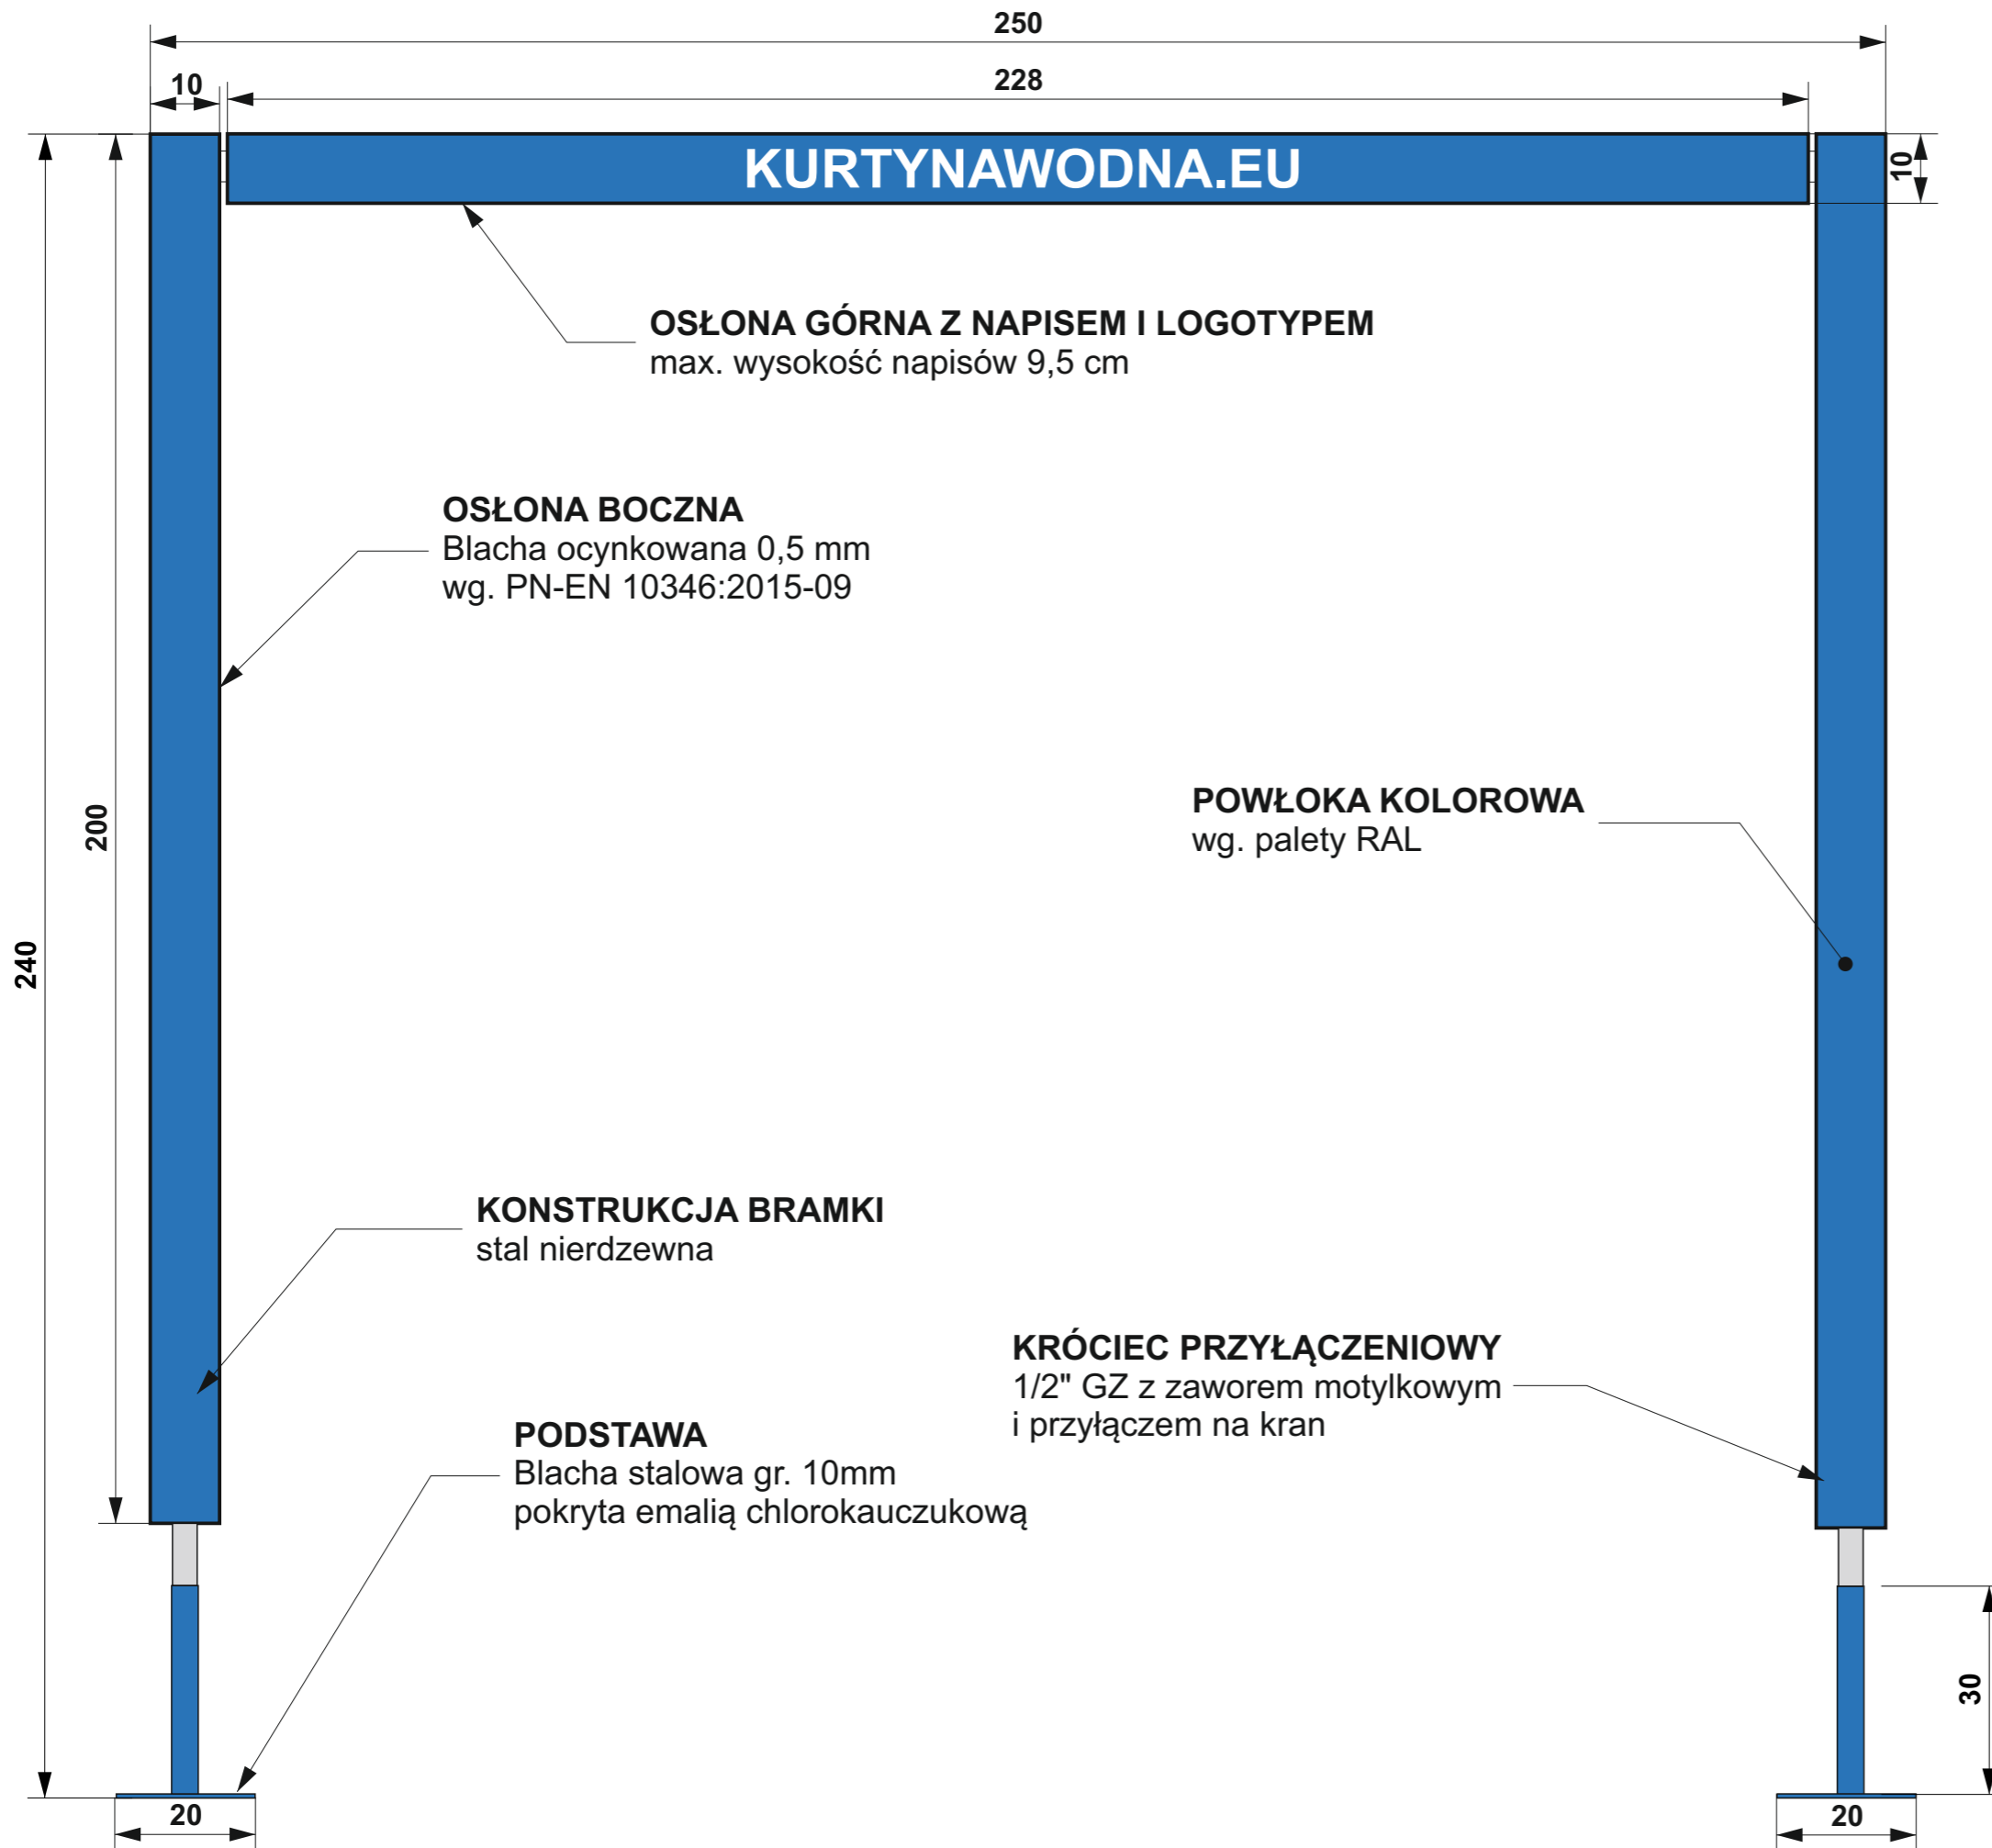 250
10
228
KURTYNAWODNA.EU
10
OSŁONA GÓRNA Z NAPISEM I LOGOTYPEM
max. wysokość napisów 9,5 cm
OSŁONA BOCZNA
Blacha ocynkowana 0,5 mm
wg. PN-EN 10346:2015-09
POWŁOKA KOLOROWA
wg. palety RAL
200
240
KONSTRUKCJA BRAMKI
stal nierdzewna
KRÓCIEC PRZYŁĄCZENIOWY
1/2" GZ z zaworem motylkowym
i przyłączem na kran
PODSTAWA
Blacha stalowa gr. 10mm
pokryta emalią chlorokauczukową
30
20
20